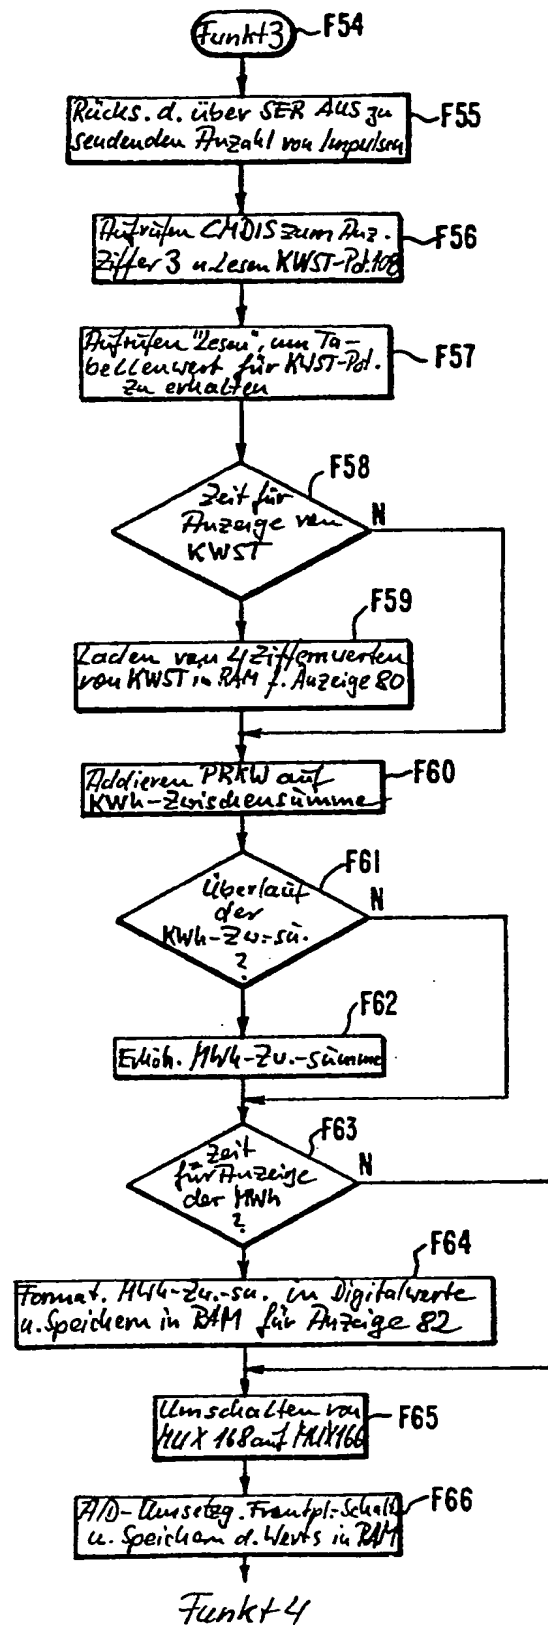 Funkt 3
F54
Rücks. d. über SER AUS zu
sendenden Anzahl von Impulsen
F55
Aufrufen CMDIS zum Anz.
Ziffer 3 u. Lesen KWST-Pot. 108
F56
Aufrufen "Lesen", um Ta-
bellenwert für KWST-Pot.
zu erhalten
F57
F58
Zeit für
Anzeige von
KWST
N
F59
Laden von 4 Ziffernwerten
von KWST in RAM f. Anzeige 80
Addieren PRKW auf
KWh-Zwischensumme
F60
F61
Überlauf
der
KWh-Zw.-su.
?
N
F62
Erhöh. MWh-Zw.-summe
F63
Zeit
für Anzeige
der MWh
?
N
F64
Format. MWh-Zw.-su. in Digitalwerte
u. Speichern in RAM für Anzeige 82
Umschalten von
MUX 168 auf MUX 166
F65
A/D-Umsetzg. Frontpl.-Schalt.
u. Speichern d. Werts in RAM
F66
Funkt 4